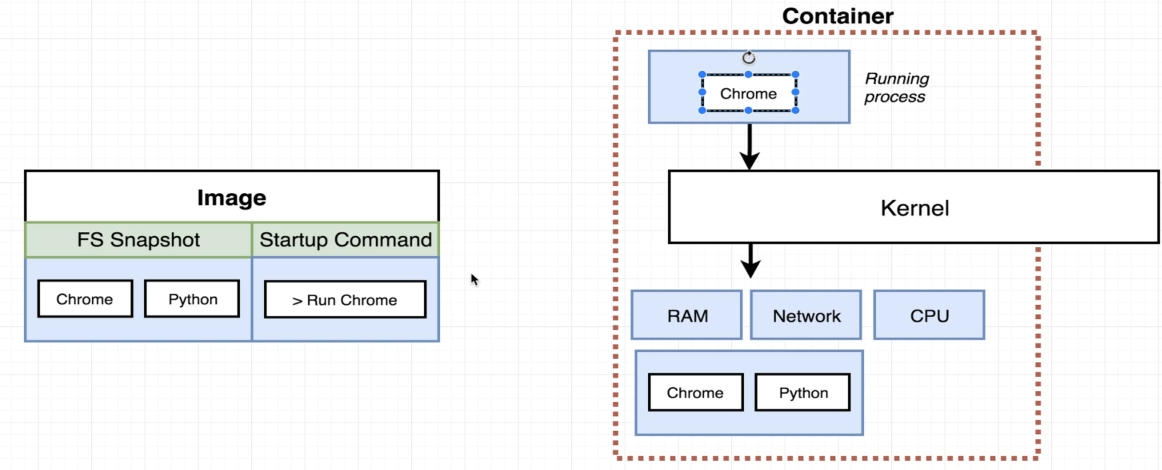 Container
Chrome
Running
process
Image
Kernel
FS Snapshot
Startup Command
Chrome
Python
> Run Chrome
RAM
Network
CPU
Chrome
Python